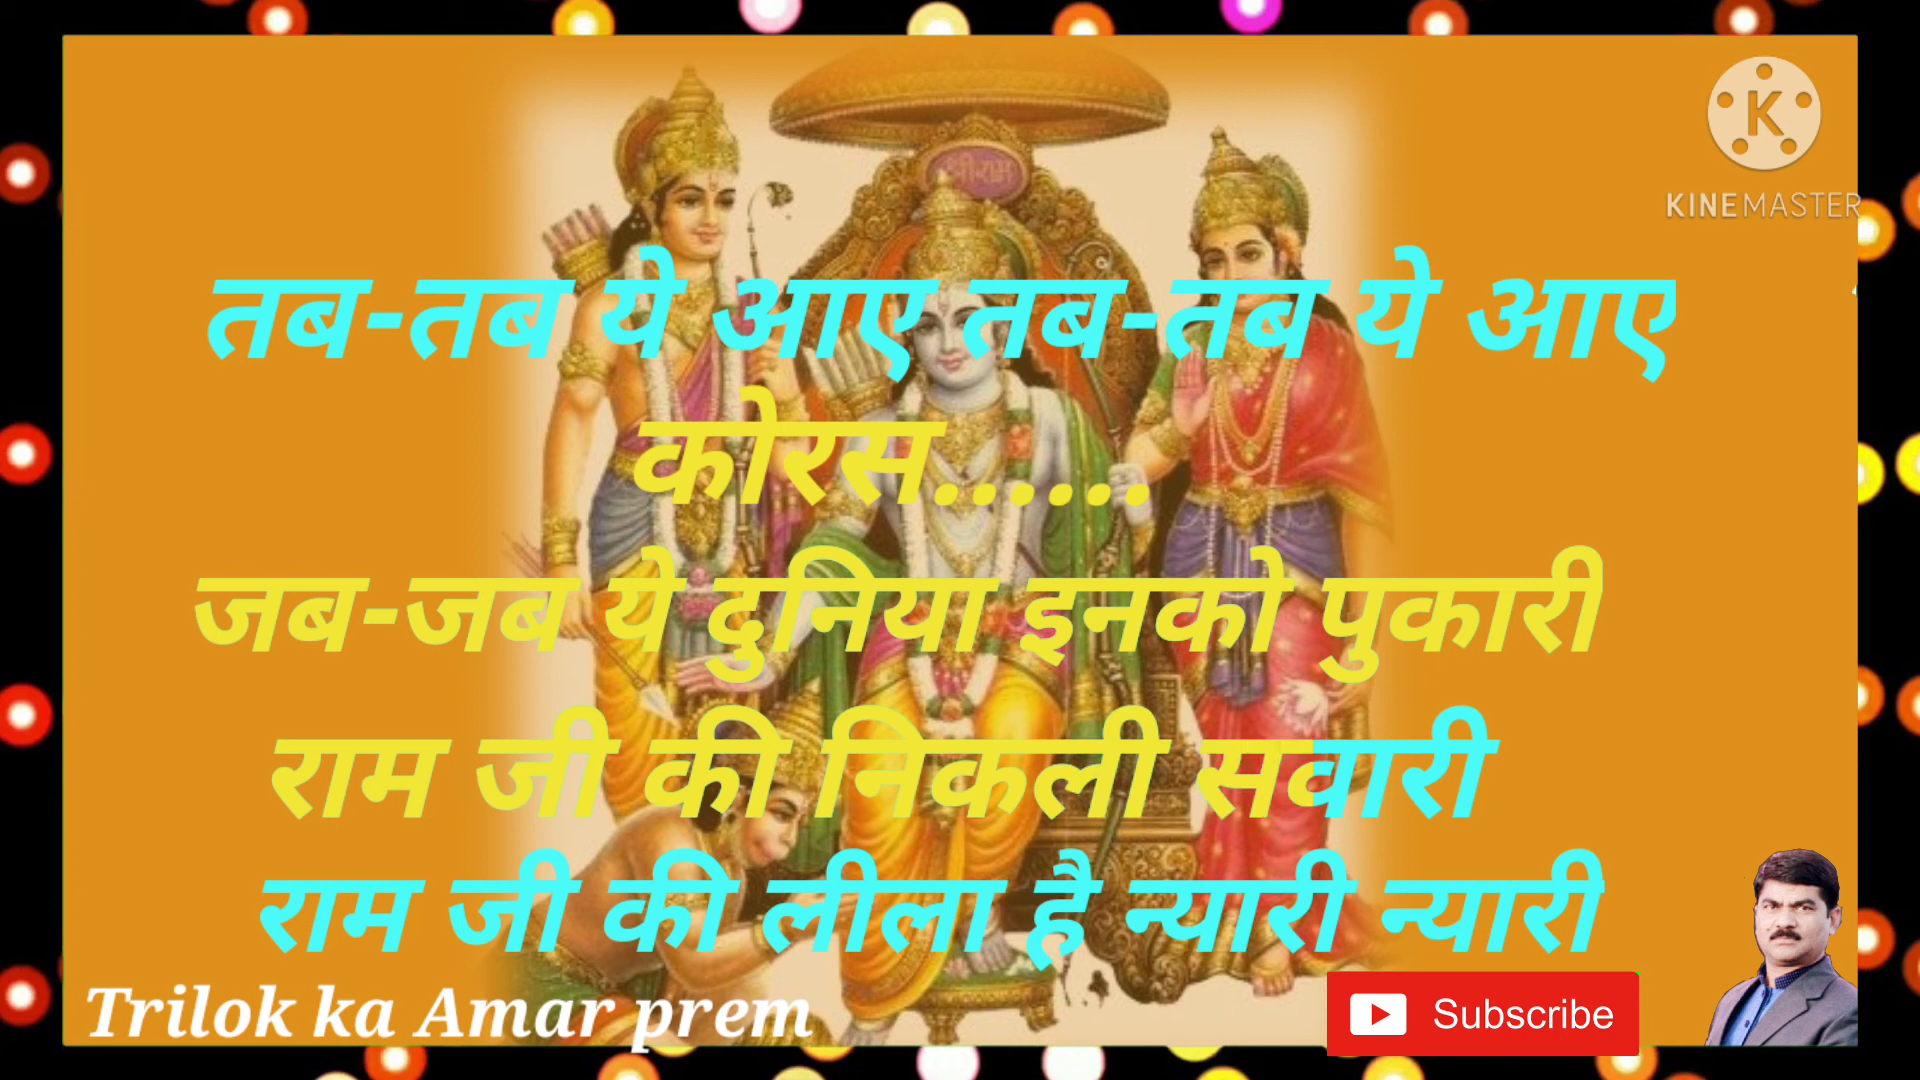 श्रीराम
KINEMASTER
तब-तब ये आए तब-तब ये आए
कोरस......
जब-जब ये दुनिया इनको पुकारी
राम जी की निकली सवारी
राम जी की लीला है न्यारी न्यारी
Trilok ka Amar prem
Subscribe